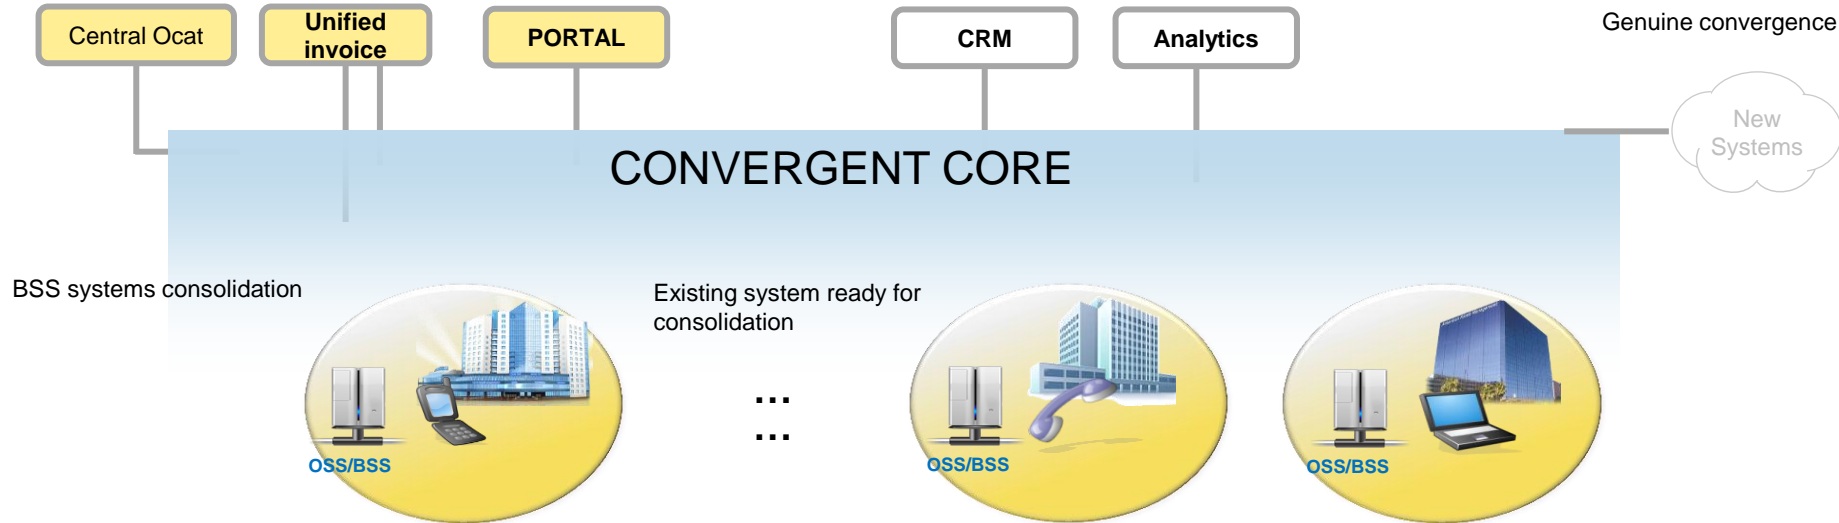 Central Ocat
Unified
invoice
PORTAL
CRM
Analytics
Genuine convergence
New
Systems
CONVERGENT CORE
BSS systems consolidation
Existing system ready for
consolidation
...
...
OSS/BSS
OSS/BSS
OSS/BSS